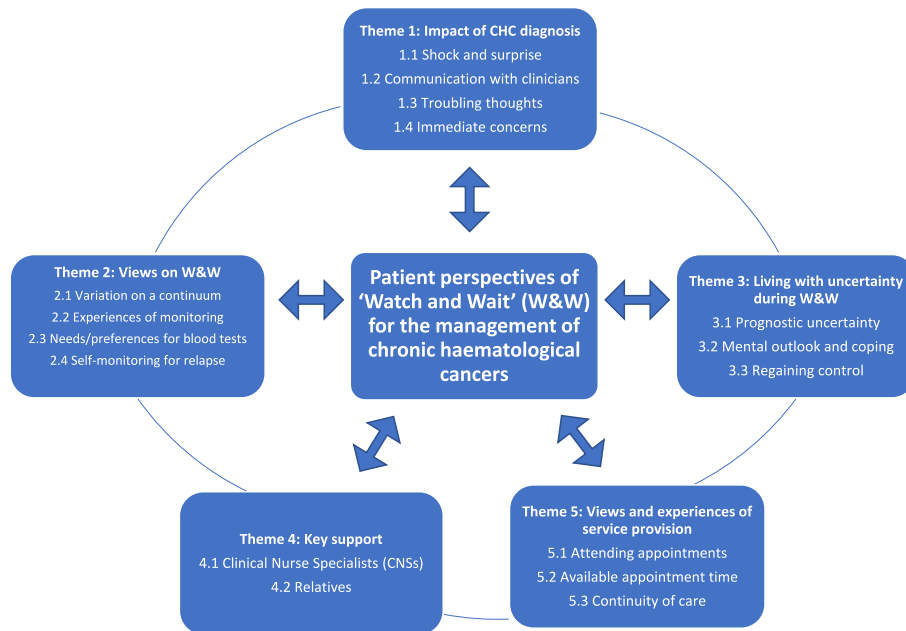 Theme 1: Impact of CHC diagnosis
1.1 Shock and surprise
1.2 Communication with clinicians
1.3 Troubling thoughts
1.4 Immediate concerns
Theme 2: Views on W&W
2.1 Variation on a continuum
2.2 Experiences of monitoring
2.3 Needs/preferences for blood tests
2.4 Self-monitoring for relapse
Patient perspectives of
‘Watch and Wait’ (W&W)
for the management of
chronic haematological
cancers
Theme 3: Living with uncertainty
during W&W
3.1 Prognostic uncertainty
3.2 Mental outlook and coping
3.3 Regaining control
Theme 4: Key support
4.1 Clinical Nurse Specialists (CNSs)
4.2 Relatives
Theme 5: Views and experiences of
service provision
5.1 Attending appointments
5.2 Available appointment time
5.3 Continuity of care